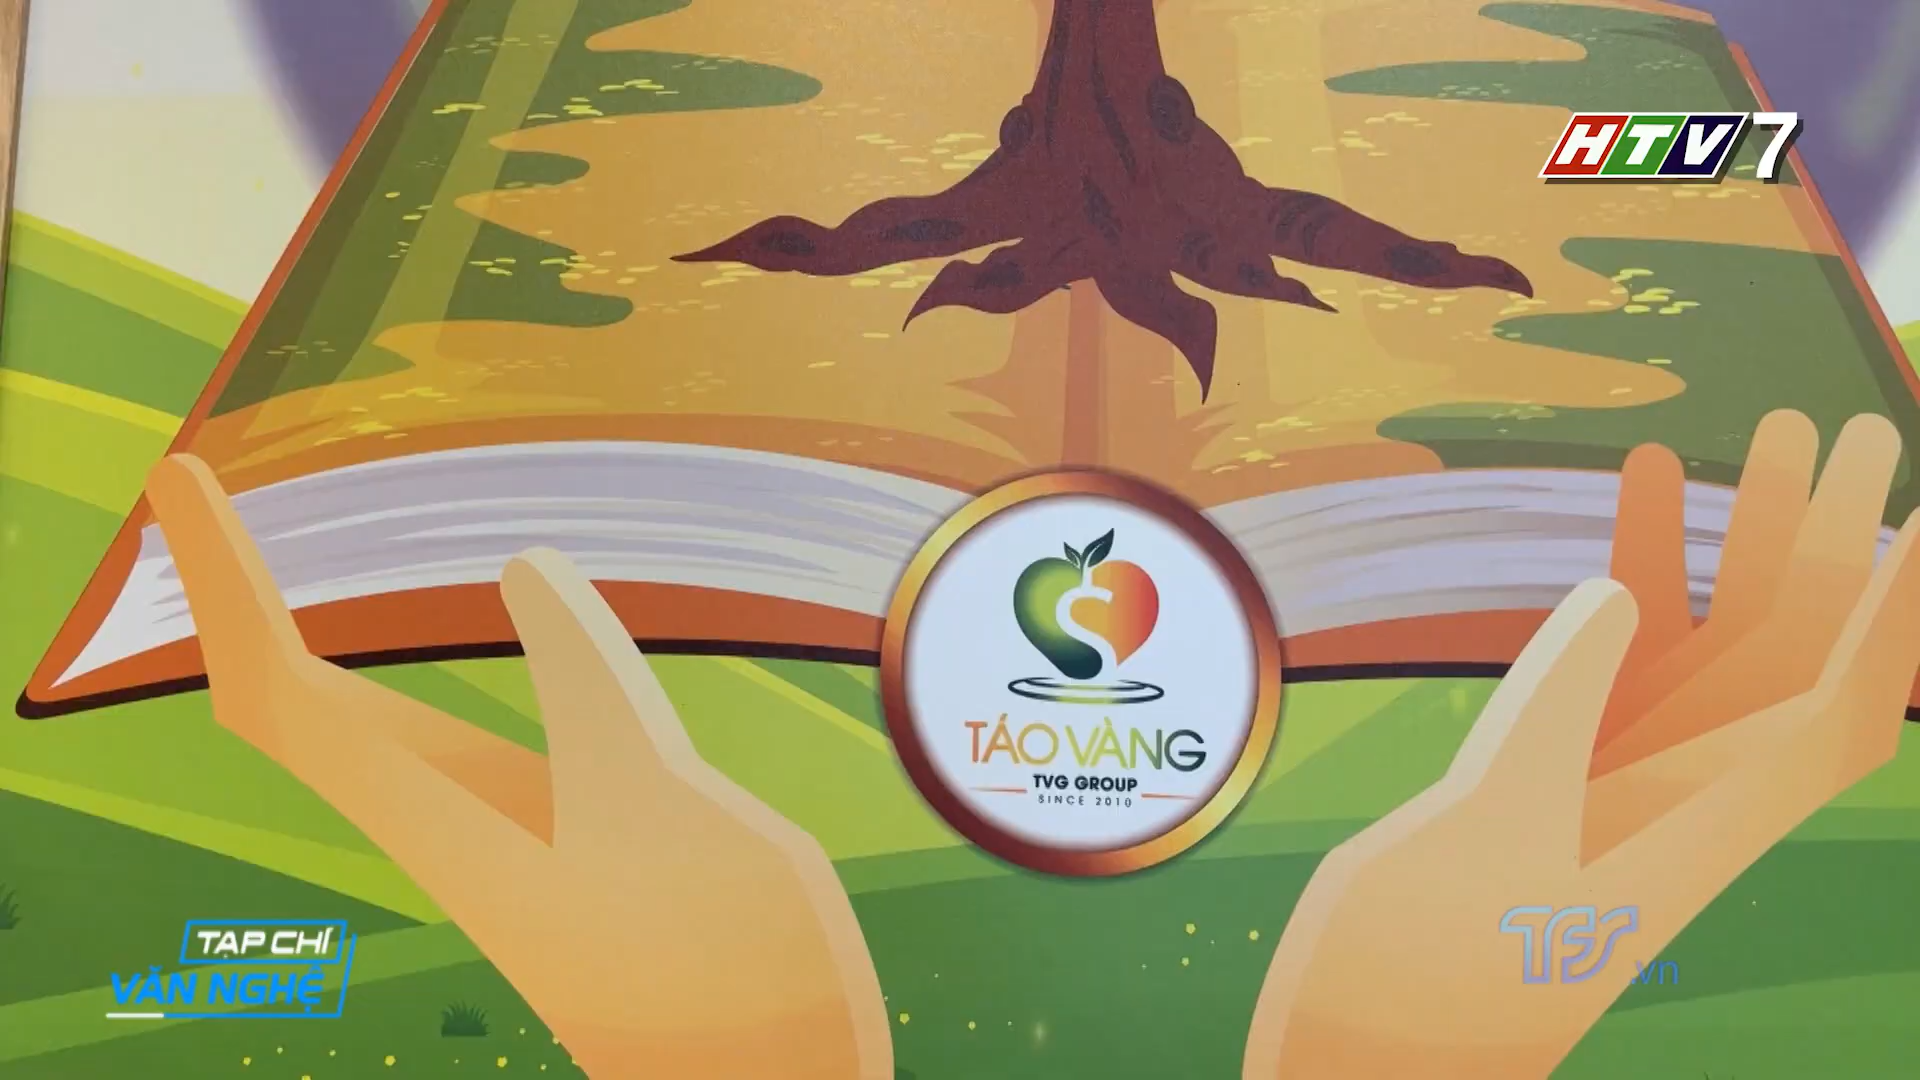 HTV7
TÁO VÀNG
TVG GROUP
SINCE 2010
TẠP CHÍ
VĂN NGHỆ
TFS.vn